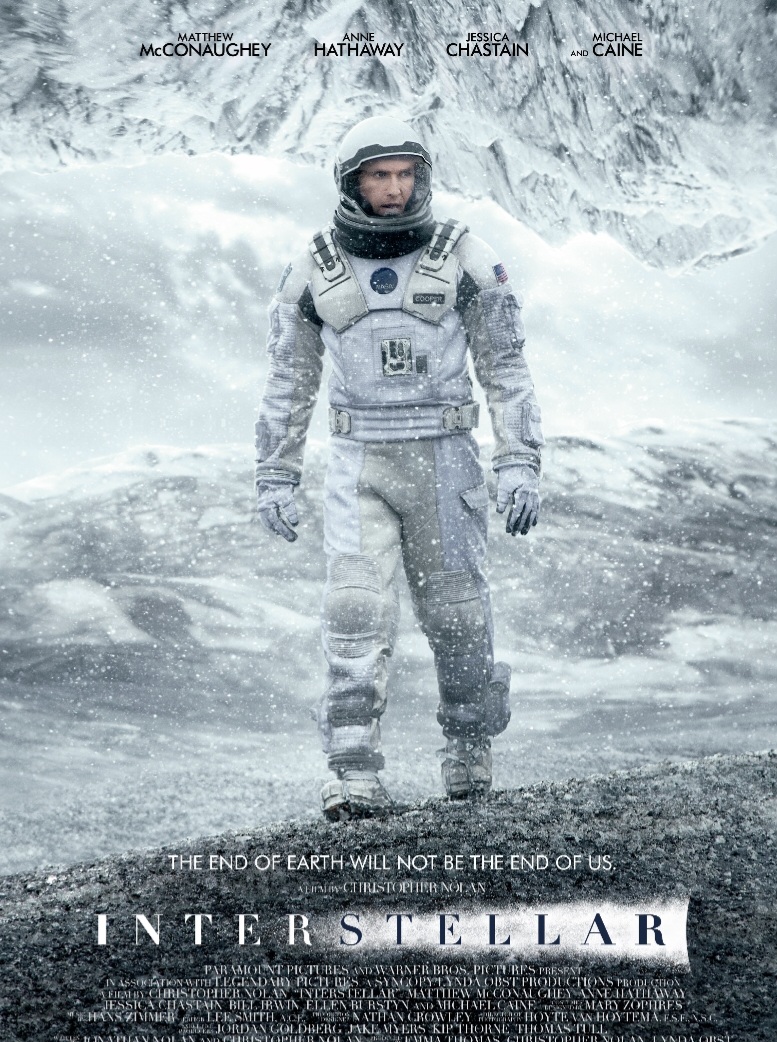 MATTHEW McCONAUGHEY
ANNE HATHAWAY
JESSICA CHASTAIN
AND MICHAEL CAINE
NASA
COOPER
THE END OF EARTH WILL NOT BE THE END OF US.
A FILM BY CHRISTOPHER NOLAN
INTERSTELLAR
PARAMOUNT PICTURES AND WARNER BROS. PICTURES PRESENT
IN ASSOCIATION WITH LEGENDARY PICTURES A SYNCOPY/LYNDA OBST PRODUCTIONS PRODUCTION
A FILM BY CHRISTOPHER NOLAN "INTERSTELLAR" MATTHEW McCONAUGHEY ANNE HATHAWAY
JESSICA CHASTAIN BILL IRWIN ELLEN BURSTYN AND MICHAEL CAINE MARY ZOPHRES
HANS ZIMMER LEE SMITH, A.C.E. NATHAN CROWLEY HOYTE VAN HOYTEMA F.S.F., N.S.C.
JORDAN GOLDBERG JAKE MYERS KIP THORNE THOMAS TULL
JONATHAN NOLAN AND CHRISTOPHER NOLAN EMMA THOMAS CHRISTOPHER NOLAN LYNDA OBST